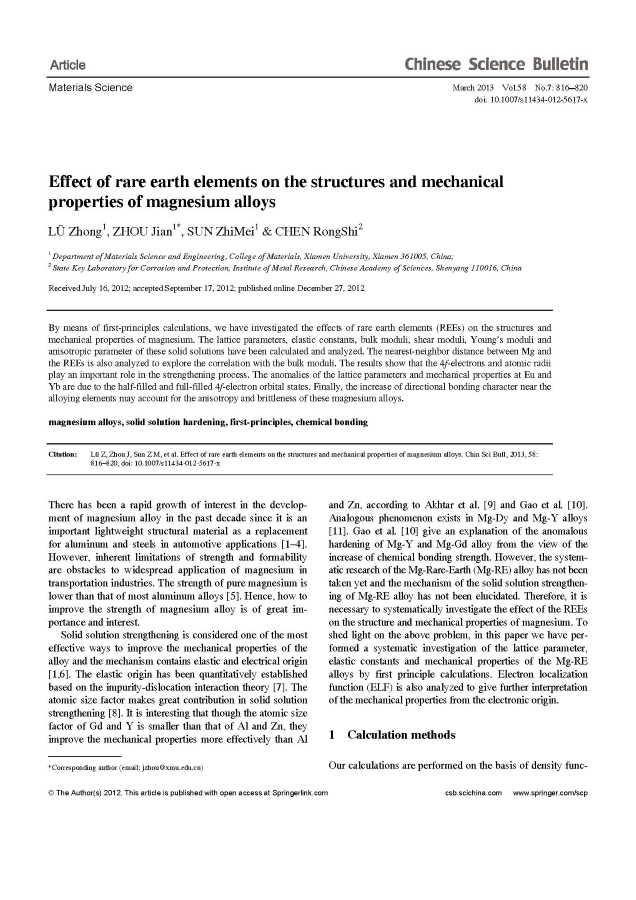 Article
Chinese Science Bulletin
Materials Science
March 2013 Vol.58 No.7: 816–820
doi: 10.1007/s11434-012-5617-x
Effect of rare earth elements on the structures and mechanical
properties of magnesium alloys
LÜ Zhong1, ZHOU Jian1*, SUN ZhiMei1 & CHEN RongShi2
1 Department of Materials Science and Engineering, College of Materials, Xiamen University, Xiamen 361005, China;
2 State Key Laboratory for Corrosion and Protection, Institute of Metal Research, Chinese Academy of Sciences, Shenyang 110016, China
Received July 16, 2012; accepted September 17, 2012; published online December 27, 2012
By means of first-principles calculations, we have investigated the effects of rare earth elements (REEs) on the structures and
mechanical properties of magnesium. The lattice parameters, elastic constants, bulk moduli, shear moduli, Young's moduli and
anisotropic parameter of these solid solutions have been calculated and analyzed. The nearest-neighbor distance between Mg and
the REEs is also analyzed to explore the correlation with the bulk moduli. The results show that the 4f-electrons and atomic radii
play an important role in the strengthening process. The anomalies of the lattice parameters and mechanical properties at Eu and
Yb are due to the half-filled and full-filled 4f-electron orbital states. Finally, the increase of directional bonding character near the
alloying elements may account for the anisotropy and brittleness of these magnesium alloys.
magnesium alloys, solid solution hardening, first-principles, chemical bonding
Citation: Lü Z, Zhou J, Sun Z M, et al. Effect of rare earth elements on the structures and mechanical properties of magnesium alloys. Chin Sci Bull, 2013, 58:
816–820, doi: 10.1007/s11434-012-5617-x
There has been a rapid growth of interest in the develop-
ment of magnesium alloy in the past decade since it is an
important lightweight structural material as a replacement
for aluminum and steels in automotive applications [1–4].
However, inherent limitations of strength and formability
are obstacles to widespread application of magnesium in
transportation industries. The strength of pure magnesium is
lower than that of most aluminum alloys [5]. Hence, how to
improve the strength of magnesium alloy is of great im-
portance and interest.
Solid solution strengthening is considered one of the most
effective ways to improve the mechanical properties of the
alloy and the mechanism contains elastic and electrical origin
[1,6]. The elastic origin has been quantitatively established
based on the impurity-dislocation interaction theory [7]. The
atomic size factor makes great contribution in solid solution
strengthening [8]. It is interesting that though the atomic size
factor of Gd and Y is smaller than that of Al and Zn, they
improve the mechanical properties more effectively than Al
and Zn, according to Akhtar et al. [9] and Gao et al. [10].
Analogous phenomenon exists in Mg-Dy and Mg-Y alloys
[11]. Gao et al. [10] give an explanation of the anomalous
hardening of Mg-Y and Mg-Gd alloy from the view of the
increase of chemical bonding strength. However, the system-
atic research of the Mg-Rare-Earth (Mg-RE) alloy has not been
taken yet and the mechanism of the solid solution strengthen-
ing of Mg-RE alloy has not been elucidated. Therefore, it is
necessary to systematically investigate the effect of the REEs
on the structure and mechanical properties of magnesium. To
shed light on the above problem, in this paper we have per-
formed a systematic investigation of the lattice parameter,
elastic constants and mechanical properties of the Mg-RE
alloys by first principle calculations. Electron localization
function (ELF) is also analyzed to give further interpretation
of the mechanical properties from the electronic origin.
1 Calculation methods
Our calculations are performed on the basis of density func-
*Corresponding author (email: jzhou@xmu.edu.cn)
© The Author(s) 2012. This article is published with open access at Springerlink.com
csb.scichina.com www.springer.com/scp